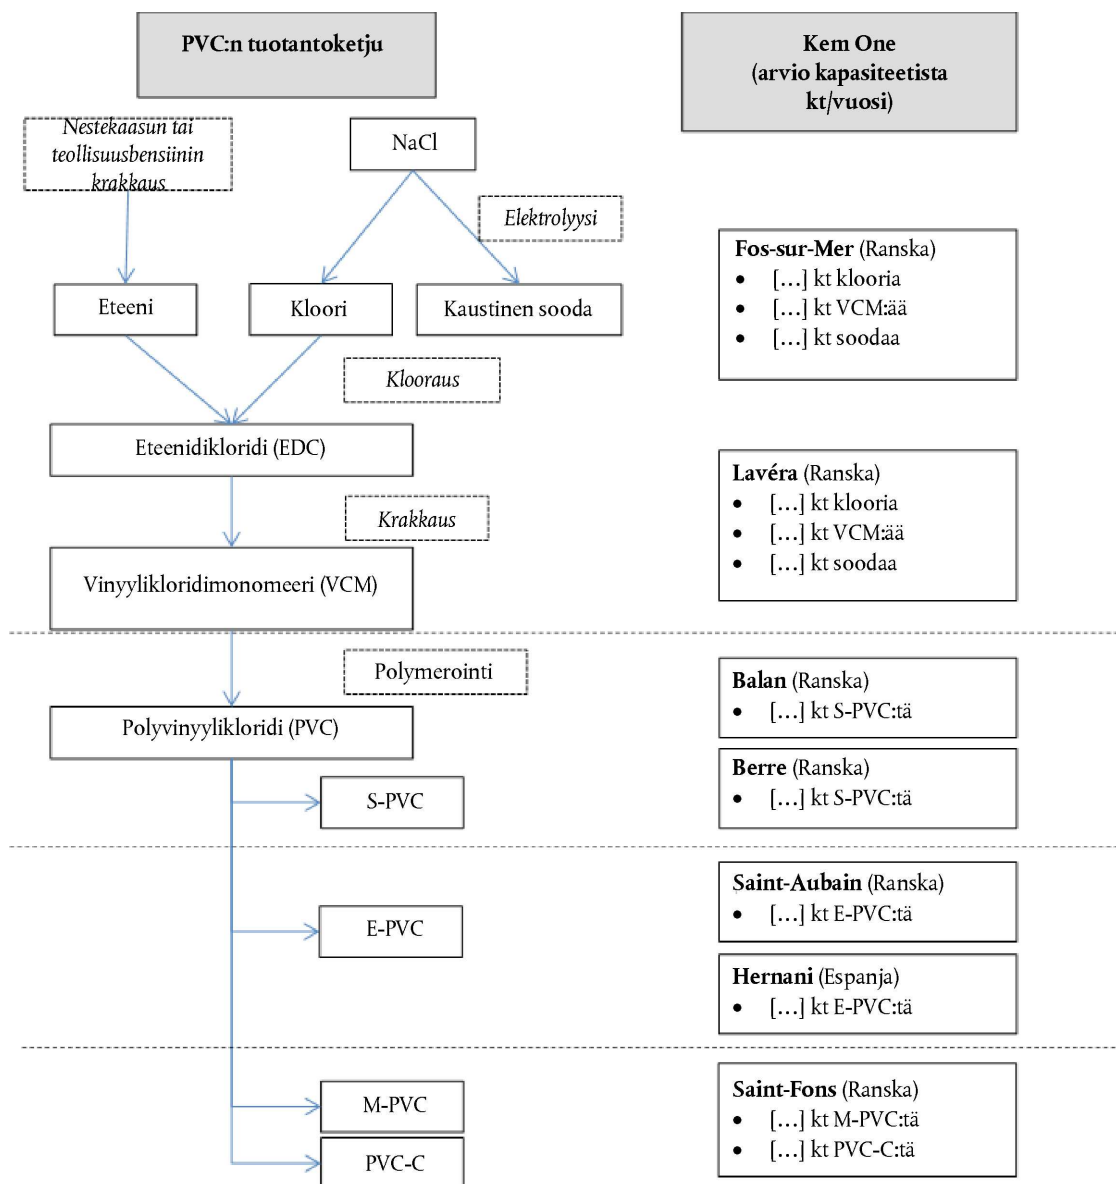 PVC:n tuotantoketju
Kem One
(arvio kapasiteetista
kt/vuosi)
Nestekaasun tai
teollisuusbensiinin
krakkaus
NaCl
Elektrolyysi
Eteeni
Kloori
Kaustinen sooda
Klooraus
Eteenidikloridi (EDC)
Krakkaus
Vinyylikloridimonomeeri (VCM)
Polymerointi
Polyvinyylikloridi (PVC)
S-PVC
E-PVC
M-PVC
PVC-C
Fos-sur-Mer (Ranska)
• […] kt klooria
• […] kt VCM:ää
• […] kt soodaa
Lavéra (Ranska)
• […] kt klooria
• […] kt VCM:ää
• […] kt soodaa
Balan (Ranska)
• […] kt S-PVC:tä
Berre (Ranska)
• […] kt S-PVC:tä
Saint-Aubain (Ranska)
• […] kt E-PVC:tä
Hernani (Espanja)
• […] kt E-PVC:tä
Saint-Fons (Ranska)
• […] kt M-PVC:tä
• […] kt PVC-C:tä